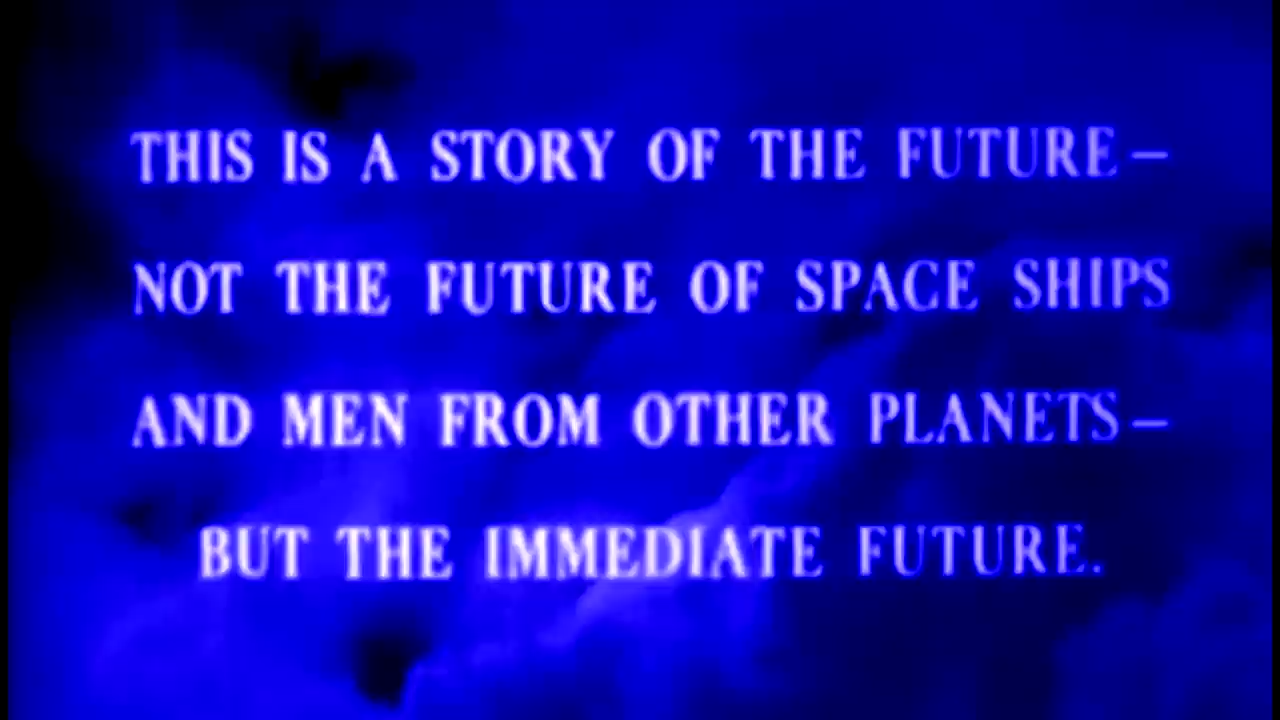 THIS IS A STORY OF THE FUTURE—
NOT THE FUTURE OF SPACE SHIPS
AND MEN FROM OTHER PLANETS—
BUT THE IMMEDIATE FUTURE.